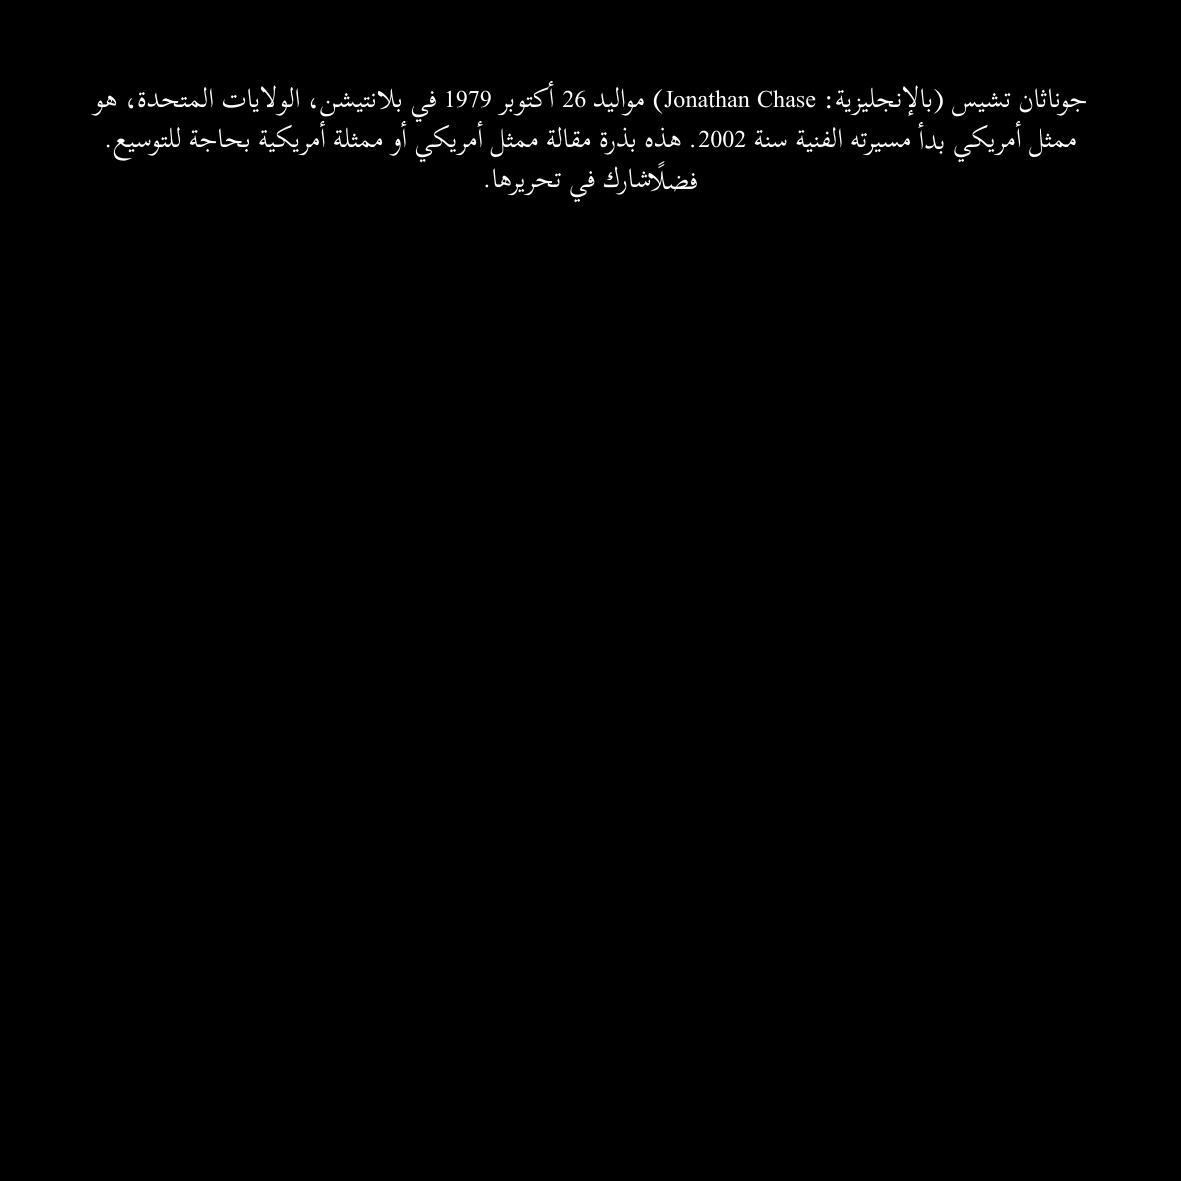 جوناثان تشيس (بالإنجليزية: Jonathan Chase) مواليد 26 أكتوبر 1979 في بلانتيشن، الولايات المتحدة، هو
ممثل أمريكي بدأ مسيرته الفنية سنة 2002. هذه بذرة مقالة ممثل أمريكي أو ممثلة أمريكية بحاجة للتوسيع.
فضلًاشارك في تحريرها.